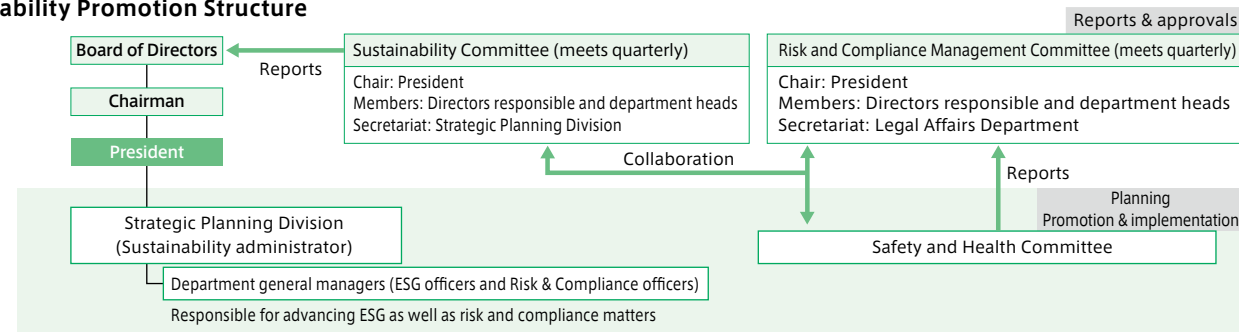 ability Promotion Structure
Reports & approvals
Board of Directors
Reports
Sustainability Committee (meets quarterly)
Chair: President
Members: Directors responsible and department heads
Secretariat: Strategic Planning Division
Risk and Compliance Management Committee (meets quarterly)
Chair: President
Members: Directors responsible and department heads
Secretariat: Legal Affairs Department
Chairman
President
Collaboration
Reports
Planning
Promotion & implementation
Strategic Planning Division
(Sustainability administrator)
Safety and Health Committee
Department general managers (ESG officers and Risk & Compliance officers)
Responsible for advancing ESG as well as risk and compliance matters